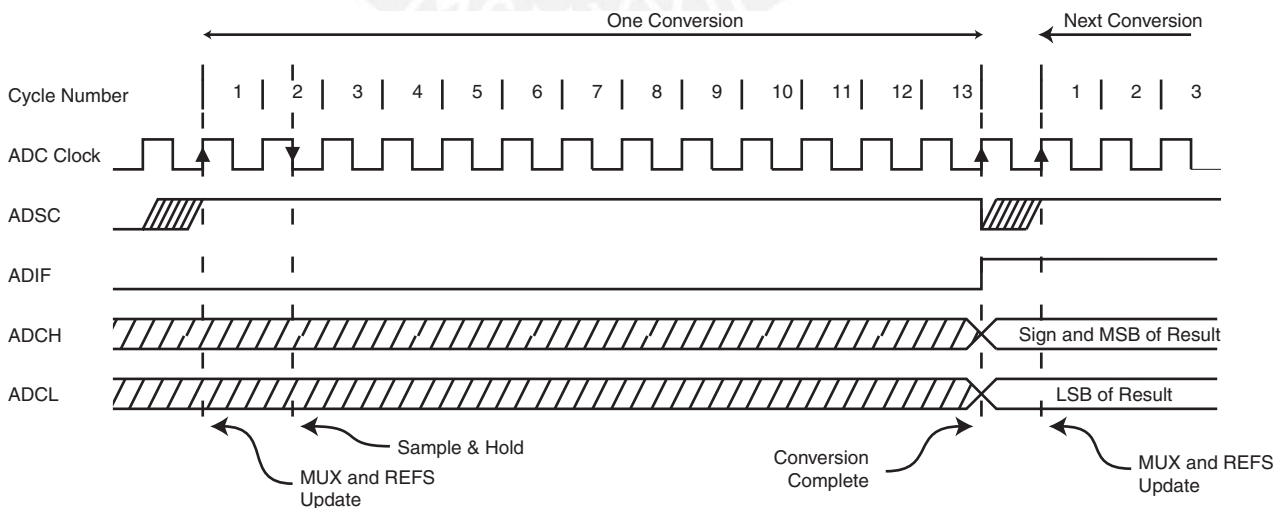 One Conversion
Next Conversion
Cycle Number
1 2 3 4 5 6 7 8 9 10 11 12 13 1 2 3
ADC Clock
ADSC
ADIF
ADCH
Sign and MSB of Result
ADCL
LSB of Result
Sample & Hold
MUX and REFS
Update
Conversion
Complete
MUX and REFS
Update